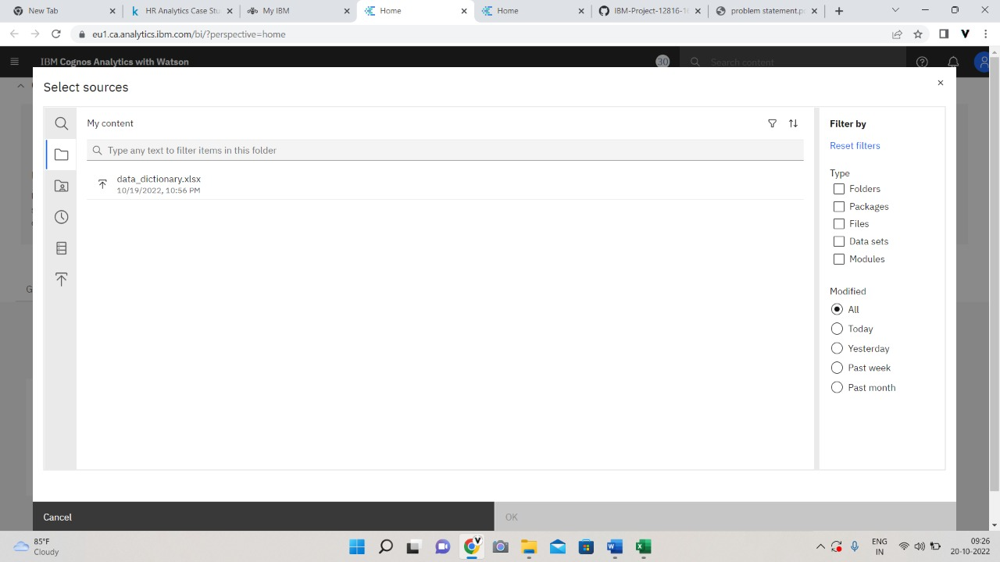 New Tab
HR Analytics Case Stu
My IBM
Home
Home
IBM-Project-12816-16
problem statement.pd
eu1.ca.analytics.ibm.com/bi/?perspective=home
IBM Cognos Analytics with Watson
30
Search content
Select sources
My content
Type any text to filter items in this folder
data_dictionary.xlsx
10/19/2022, 10:56 PM
Filter by
Reset filters
Type
Folders
Packages
Files
Data sets
Modules
Modified
All
Today
Yesterday
Past week
Past month
Cancel
OK
85°F
Cloudy
ENG
IN
09:26
20-10-2022